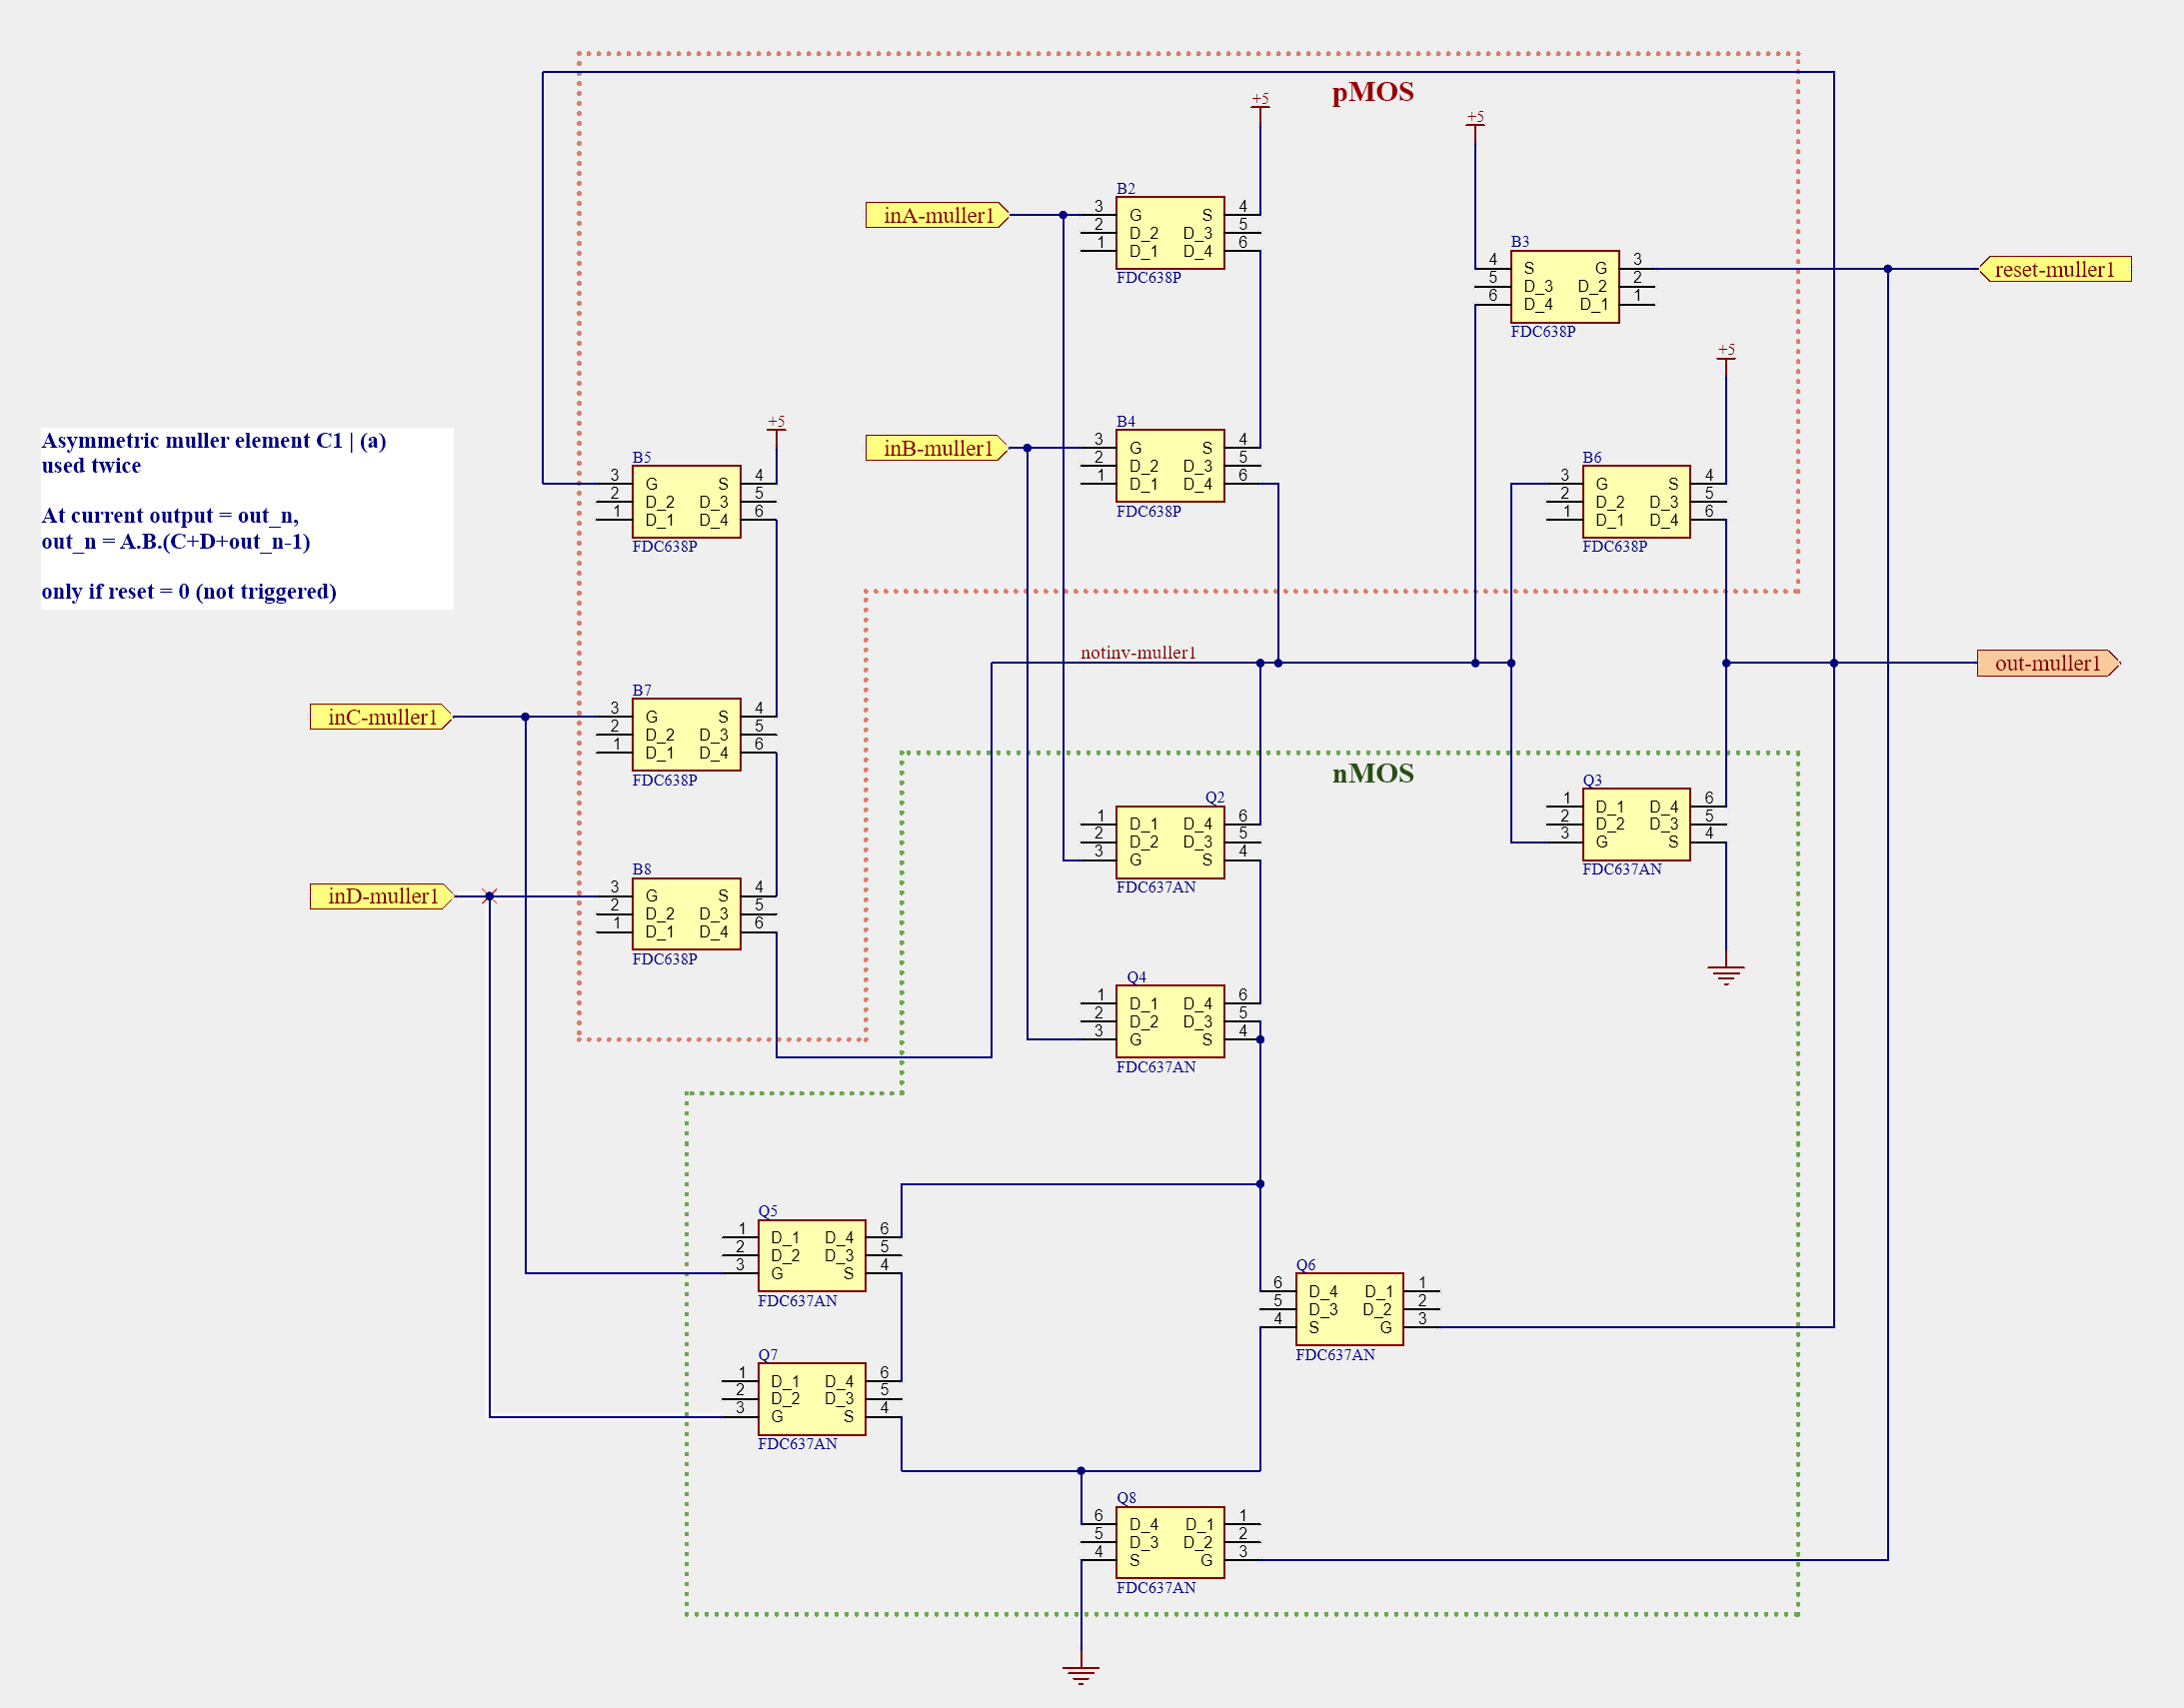 pMOS
+5
+5
B2
inA-muller1
3 G S 4
2 D_2 D_3 5
1 D_1 D_4 6
FDC638P
B3
4 S G 3
5 D_3 D_2 2
6 D_4 D_1 1
FDC638P
reset-muller1
+5
+5
Asymmetric muller element C1 | (a)
used twice
At current output = out_n,
out_n = A.B.(C+D+out_n-1)
only if reset = 0 (not triggered)
B5
3 G S 4
2 D_2 D_3 5
1 D_1 D_4 6
FDC638P
inB-muller1
B4
3 G S 4
2 D_2 D_3 5
1 D_1 D_4 6
FDC638P
B6
3 G S 4
2 D_2 D_3 5
1 D_1 D_4 6
FDC638P
notinv-muller1
out-muller1
inC-muller1
B7
3 G S 4
2 D_2 D_3 5
1 D_1 D_4 6
FDC638P
nMOS
Q2
1 D_1 D_4 6
2 D_2 D_3 5
3 G S 4
FDC637AN
Q3
1 D_1 D_4 6
2 D_2 D_3 5
3 G S 4
FDC637AN
inD-muller1
B8
3 G S 4
2 D_2 D_3 5
1 D_1 D_4 6
FDC638P
Q4
1 D_1 D_4 6
2 D_2 D_3 5
3 G S 4
FDC637AN
Q5
1 D_1 D_4 6
2 D_2 D_3 5
3 G S 4
FDC637AN
Q6
6 D_4 D_1 1
5 D_3 D_2 2
4 S G 3
FDC637AN
Q7
1 D_1 D_4 6
2 D_2 D_3 5
3 G S 4
FDC637AN
Q8
6 D_4 D_1 1
5 D_3 D_2 2
4 S G 3
FDC637AN